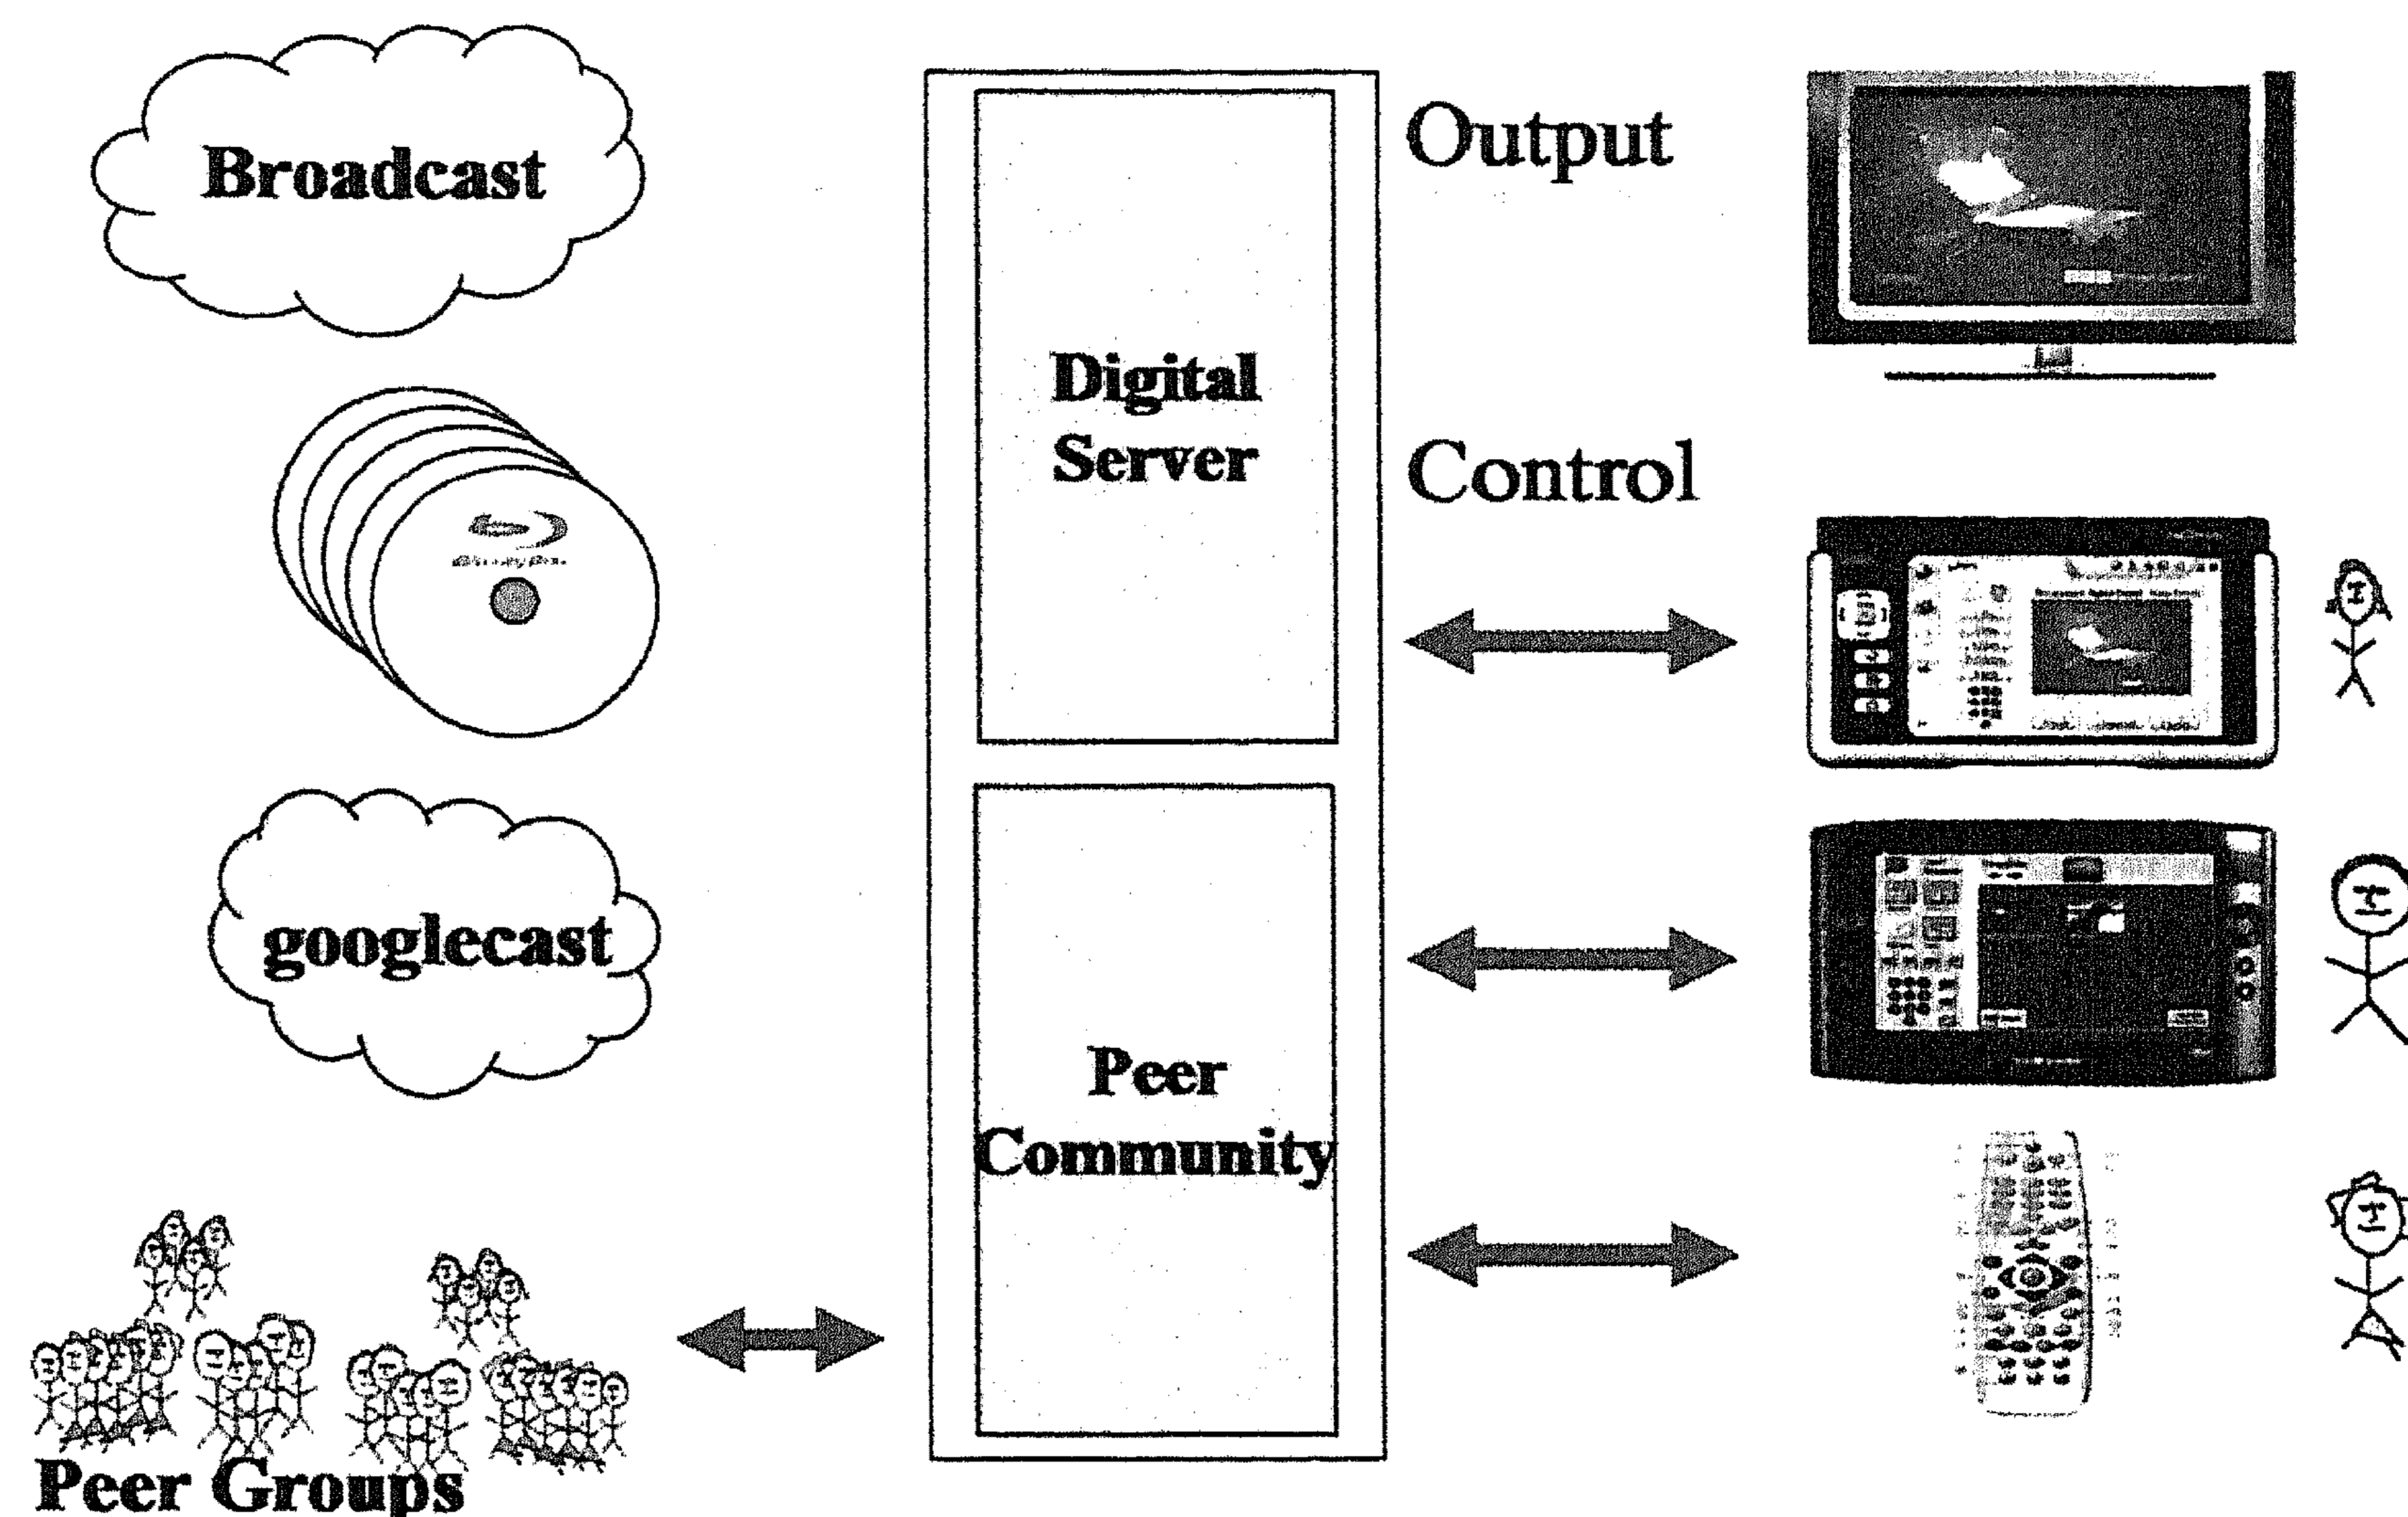 Broadcast
Digital
Server
Output
Control
googlecast
Peer
Community
Peer Groups